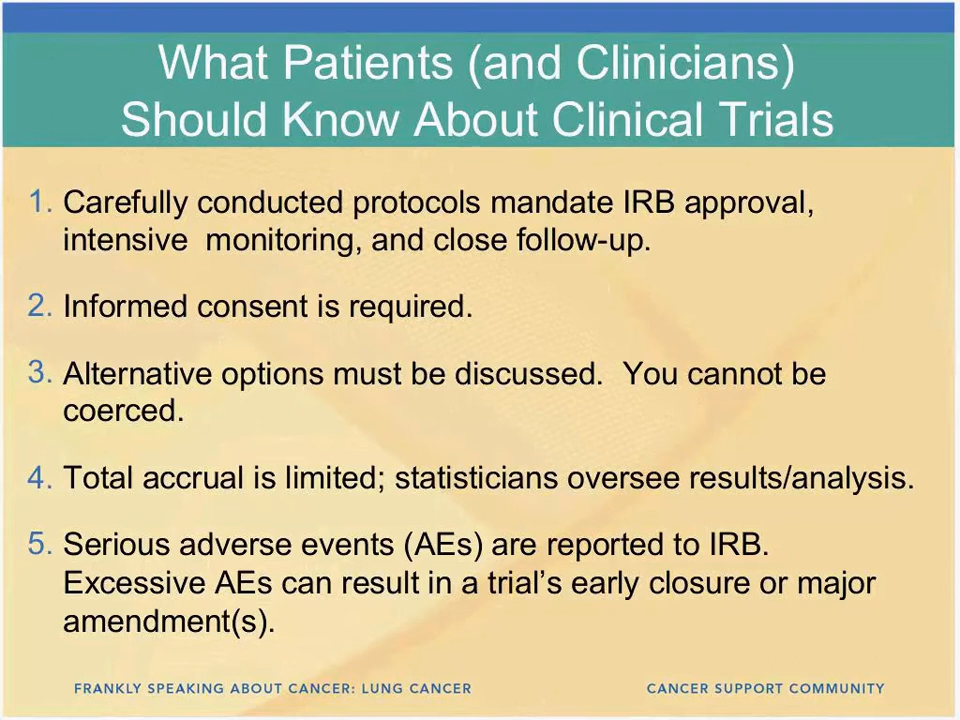 What Patients (and Clinicians)
Should Know About Clinical Trials
1. Carefully conducted protocols mandate IRB approval,
intensive monitoring, and close follow-up.
2. Informed consent is required.
3. Alternative options must be discussed. You cannot be
coerced.
4. Total accrual is limited; statisticians oversee results/analysis.
5. Serious adverse events (AEs) are reported to IRB.
Excessive AEs can result in a trial’s early closure or major
amendment(s).
FRANKLY SPEAKING ABOUT CANCER: LUNG CANCER
CANCER SUPPORT COMMUNITY